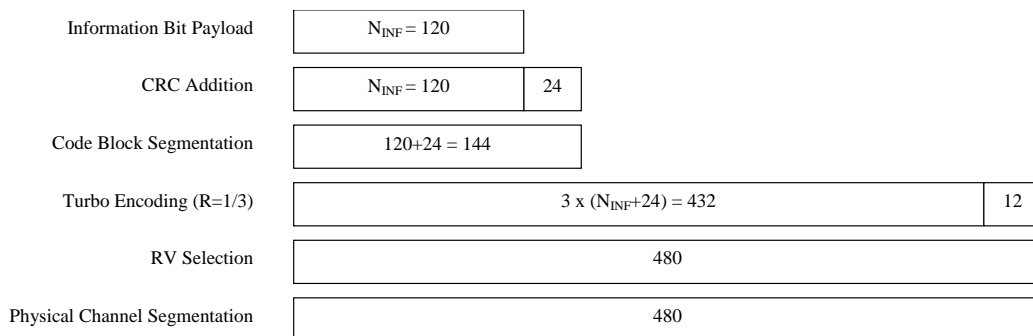 Information Bit Payload
N_INF = 120
CRC Addition
N_INF = 120
24
Code Block Segmentation
120+24 = 144
Turbo Encoding (R=1/3)
3 x (N_INF+24) = 432
12
RV Selection
480
Physical Channel Segmentation
480